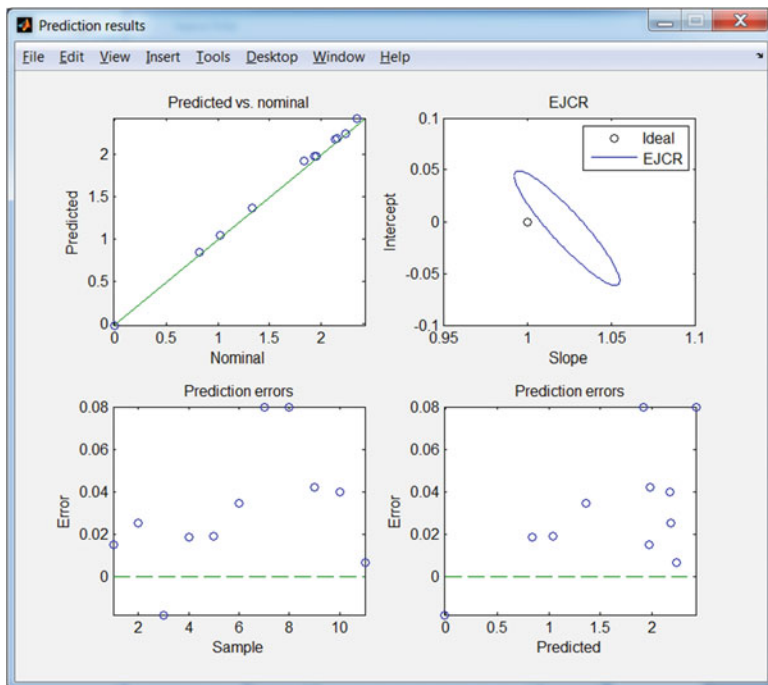 Prediction results
File Edit View Insert Tools Desktop Window Help
Predicted vs. nominal
Predicted
2
1.5
1
0.5
0
0 0.5 1 1.5 2
Nominal
EJCR
Intercept
0.1
0.05
0
-0.05
-0.1
0.95 1 1.05 1.1
Slope
Ideal
EJCR
Prediction errors
Error
0.08
0.06
0.04
0.02
0
2 4 6 8 10
Sample
Prediction errors
Error
0.08
0.06
0.04
0.02
0
0 0.5 1 1.5 2
Predicted